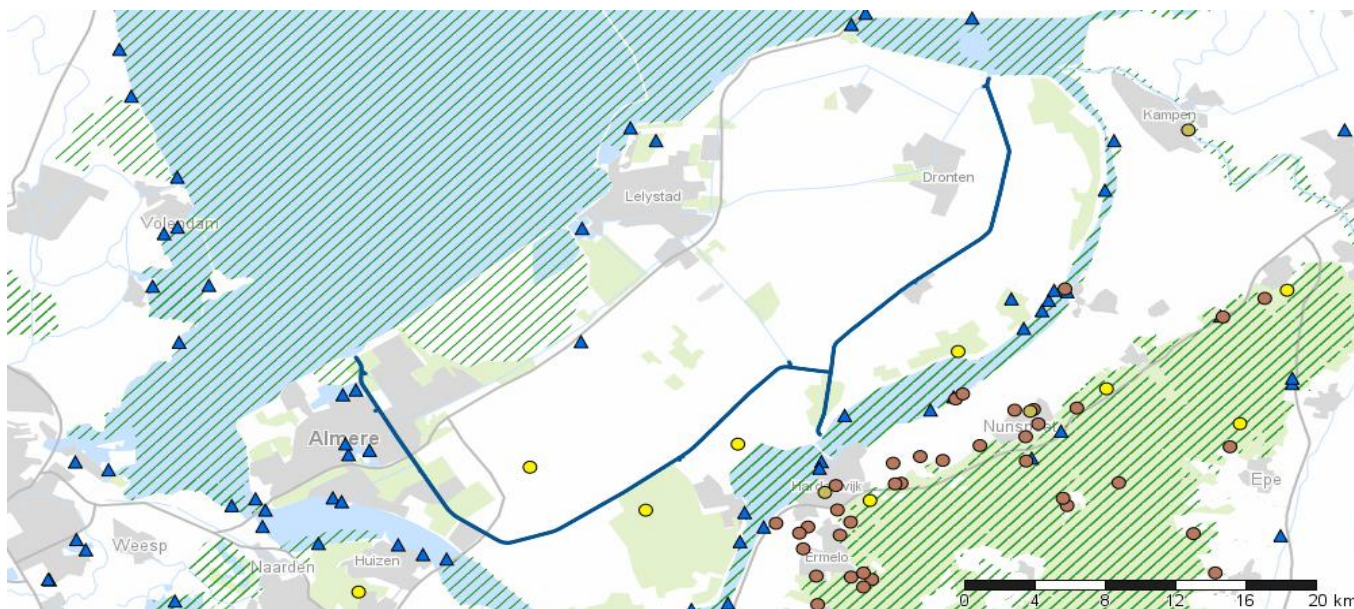 Kampen
Dronten
Lelystad
Volendam
Almere
Nunspeet
Harderwijk
Epe
Weesp
Huizen
Ermelo
Naarden
0 4 8 12 16 20 km